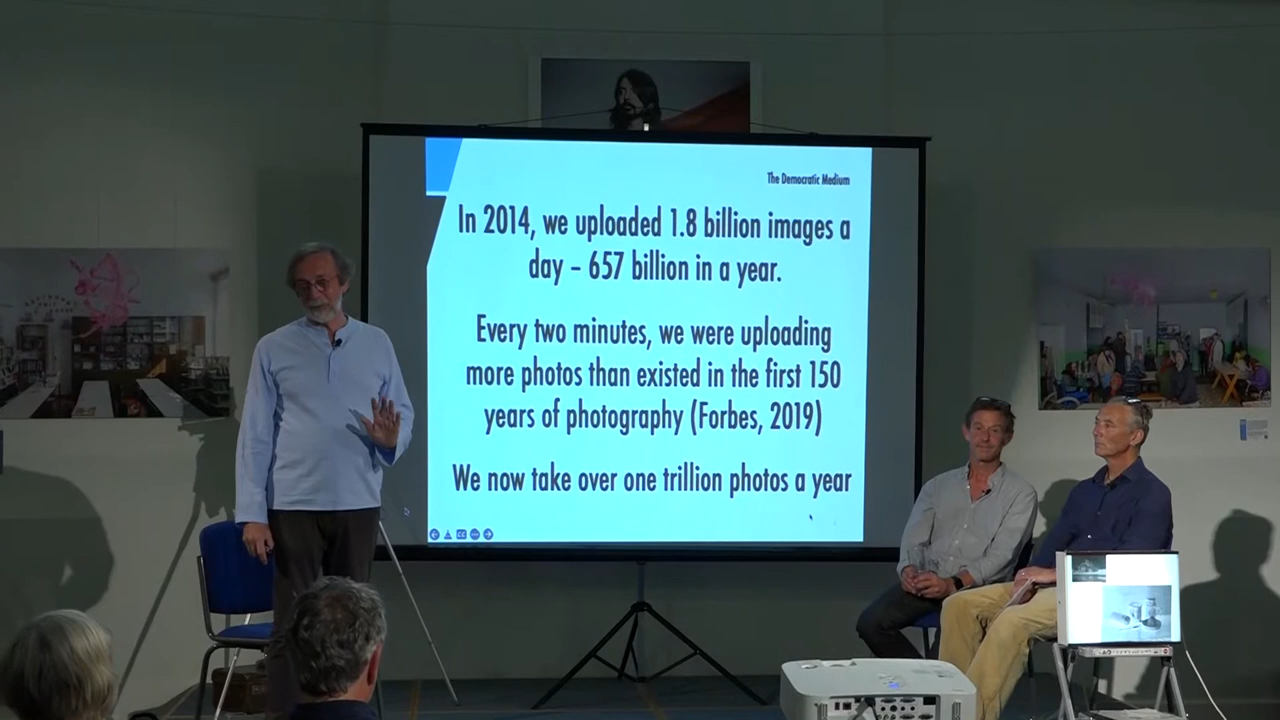 The Democratic Medium
In 2014, we uploaded 1.8 billion images a
day – 657 billion in a year.
Every two minutes, we were uploading
more photos than existed in the first 150
years of photography (Forbes, 2019)
We now take over one trillion photos a year